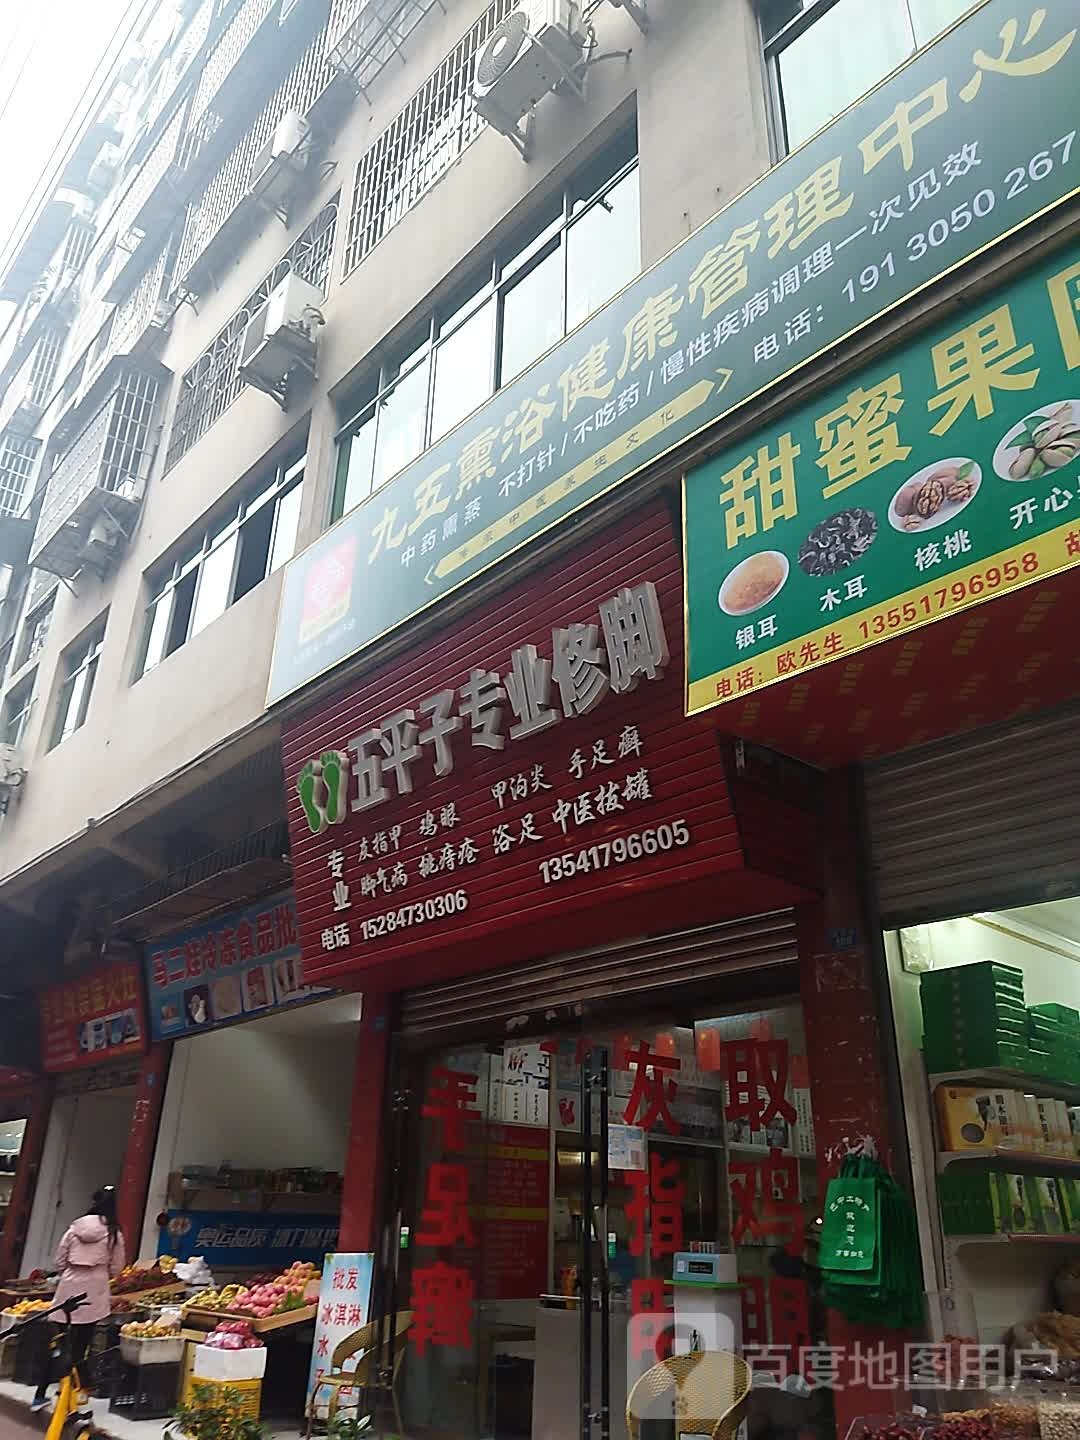 九五熏浴健康管理中心
中药熏蒸 不打针/不吃药/慢性疾病调理一次见效
电话：191 3050 267
甜蜜果
银耳 木耳 核桃 开心
电话：欧先生 13551796958
五平子专业修脚
专业
灰指甲 鸡眼 甲沟炎 手足癣
脚气病 挑痔疮 浴足 中医拔罐
电话 15284730306 13541796605
马二娃冷冻食品批
取鸡眼
灰指甲
手足癣
批发
冰淇淋
水
百度地图用户